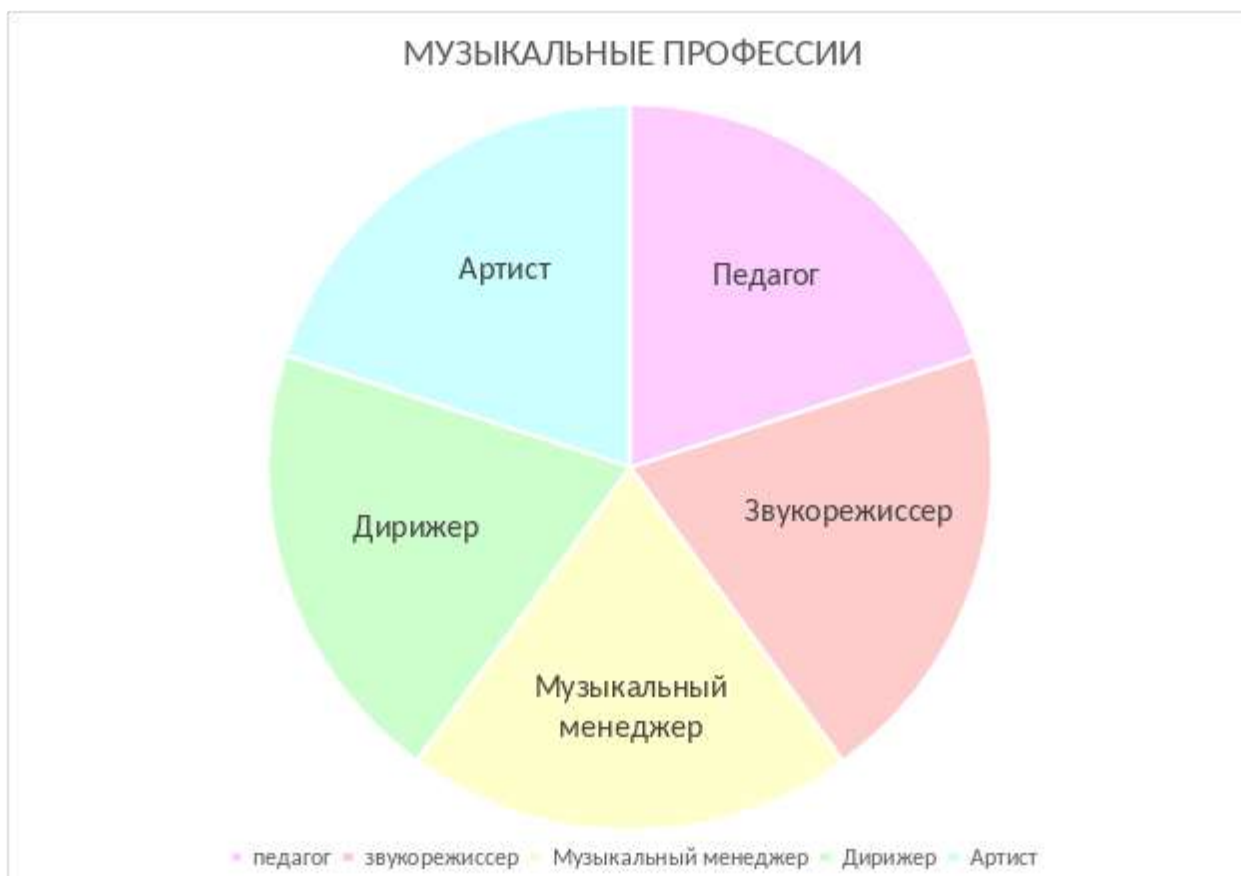 МУЗЫКАЛЬНЫЕ ПРОФЕССИИ
Артист
Педагог
Звукорежиссер
Дирижер
Музыкальный
менеджер
педагог звукорежиссер Музыкальный менеджер Дирижер Артист